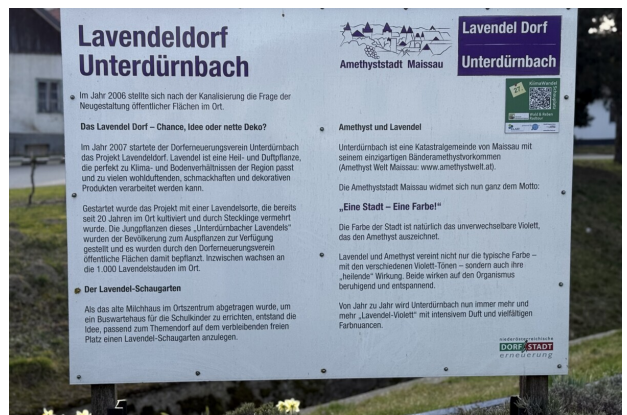 Lavendeldorf
Unterdürnbach
Amethyststadt Maissau
Lavendel Dorf
Unterdürnbach
Im Jahr 2006 stellte sich nach der Kanalisierung die Frage der
Neugestaltung öffentlicher Flächen im Ort.
Das Lavendel Dorf – Chance, Idee oder nette Deko?
Im Jahr 2007 startete der Dorferneuerungsverein Unterdürnbach
das Projekt Lavendeldorf. Lavendel ist eine Heil- und Duftpflanze,
die perfekt zu Klima- und Bodenverhältnissen der Region passt
und zu vielen wohlduftenden, schmackhaften und dekorativen
Produkten verarbeitet werden kann.
Gestartet wurde das Projekt mit einer Lavendelsorte, die bereits
seit 20 Jahren im Ort kultiviert und durch Stecklinge vermehrt
wurde. Die Jungpflanzen dieses „Unterdürnbacher Lavendels“
wurden der Bevölkerung zum Auspflanzen zur Verfügung
gestellt und es wurden durch den Dorferneuerungsverein
öffentliche Flächen damit bepflanzt. Inzwischen wachsen an
die 1.000 Lavendelstauden im Ort.
Der Lavendel-Schaugarten
Als das alte Milchhaus im Ortszentrum abgetragen wurde, um
ein Buswartehaus für die Schulkinder zu errichten, entstand die
Idee, passend zum Themendorf auf dem verbleibenden freien
Platz einen Lavendel-Schaugarten anzulegen.
Amethyst und Lavendel
Unterdürnbach ist eine Katastralgemeinde von Maissau mit
seinem einzigartigen Bänderamethystvorkommen
(Amethyst Welt Maissau: www.amethystwelt.at).
Die Amethyststadt Maissau widmet sich nun ganz dem Motto:
„Eine Stadt – Eine Farbe!“
Die Farbe der Stadt ist natürlich das unverwechselbare Violett,
das den Amethyst auszeichnet.
Lavendel und Amethyst vereint nicht nur die typische Farbe –
mit den verschiedenen Violett-Tönen – sondern auch ihre
„heilende“ Wirkung. Beide wirken auf den Organismus
beruhigend und entspannend.
Von Jahr zu Jahr wird Unterdürnbach nun immer mehr und
mehr „Lavendel-Violett“ mit intensivem Duft und vielfältigen
Farbnuancen.
niederösterreichische
DORF & STADT
erneuerung